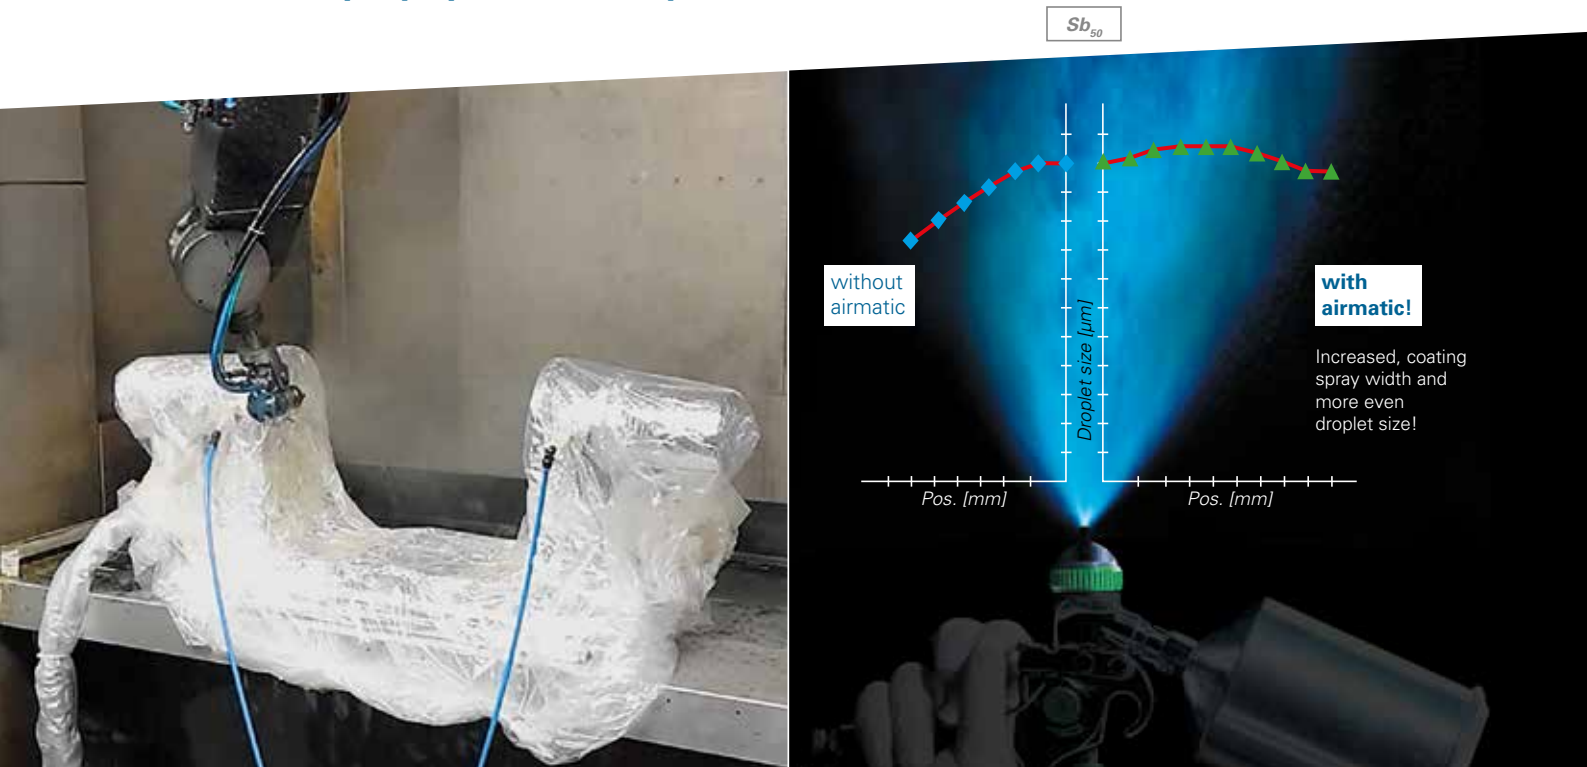 Sb50
without
airmatic
Droplet size [µm]
with
airmatic!
Increased, coating
spray width and
more even
droplet size!
Pos. [mm]
Pos. [mm]